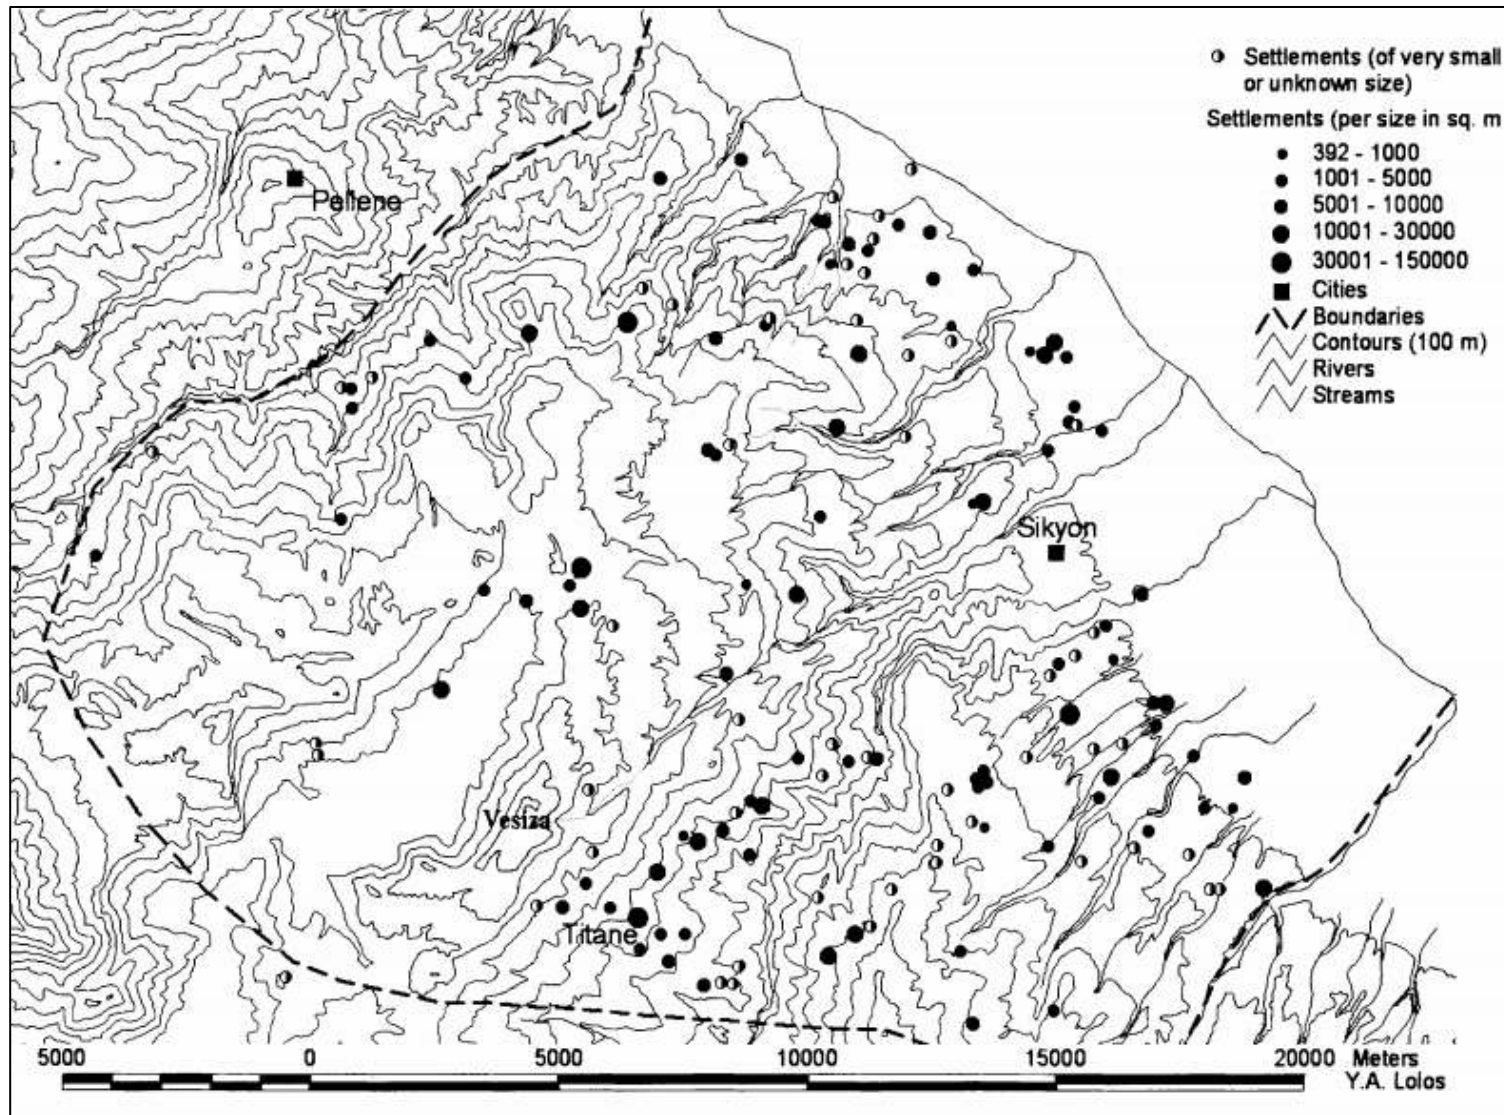 Settlements (of very small
or unknown size)
Settlements (per size in sq. m
392 - 1000
1001 - 5000
5001 - 10000
10001 - 30000
30001 - 150000
Cities
Boundaries
Contours (100 m)
Rivers
Streams
Pellene
Sikyon
Vesiza
Titane
5000 0 5000 10000 15000 20000 Meters
Y.A. Lolos